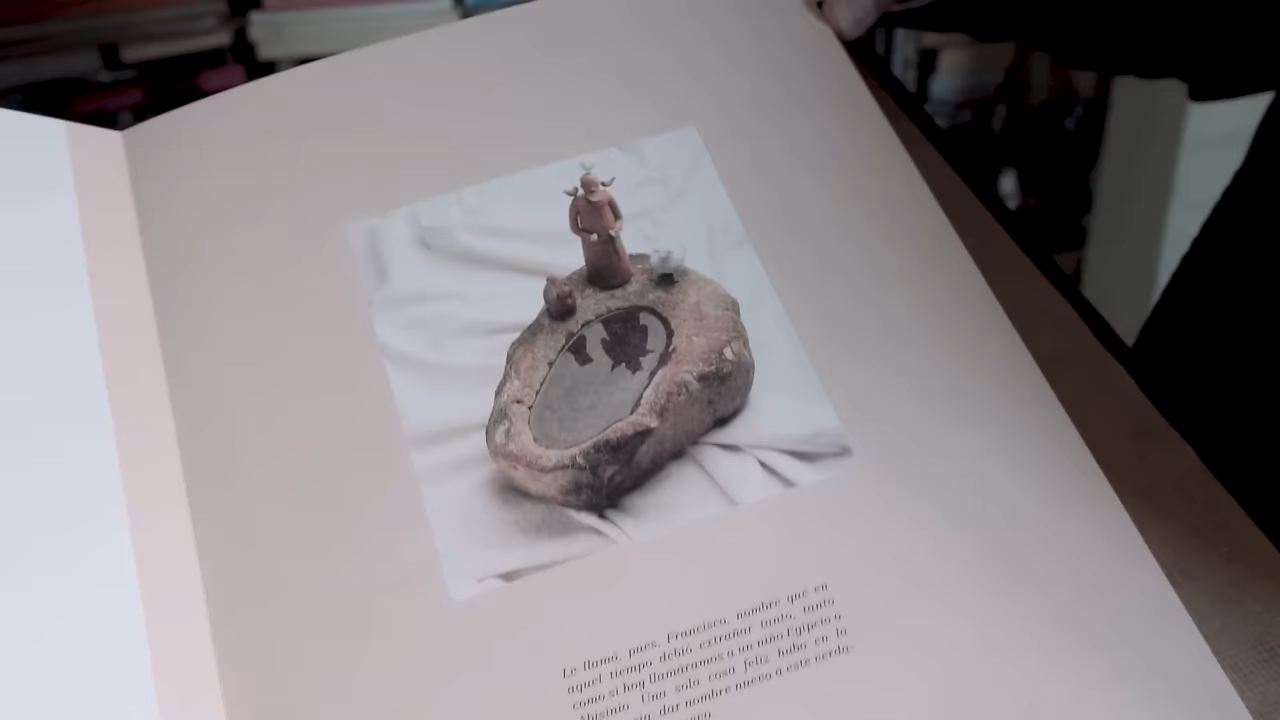 Le llamó, pues, Francisco, nombre que en
aquel tiempo debió extrañar tanto, tanto
como si hoy llamáramos a un niño Egipcio o
Abisinio. Una sola cosa feliz hubo en la
dar nombre nuevo a este verda-